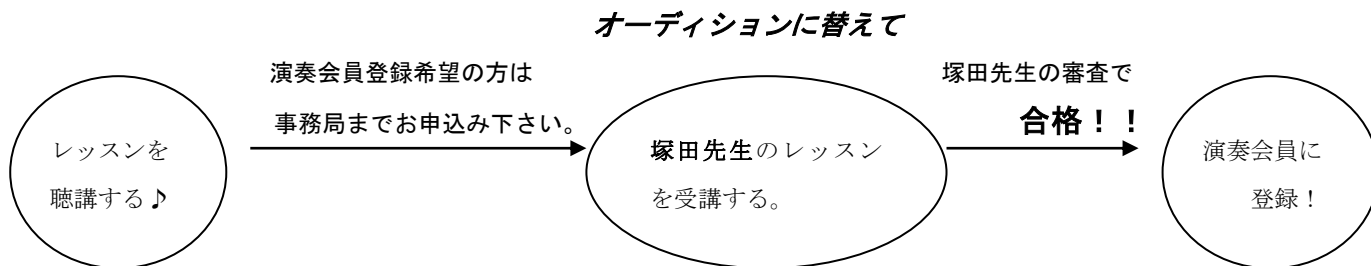 オーディションに替えて
演奏会員登録希望の方は
事務局までお申込み下さい。
塚田先生の審査で
合格！！
レッスンを
聴講する♪
塚田先生のレッスン
を受講する。
演奏会員に
登録！